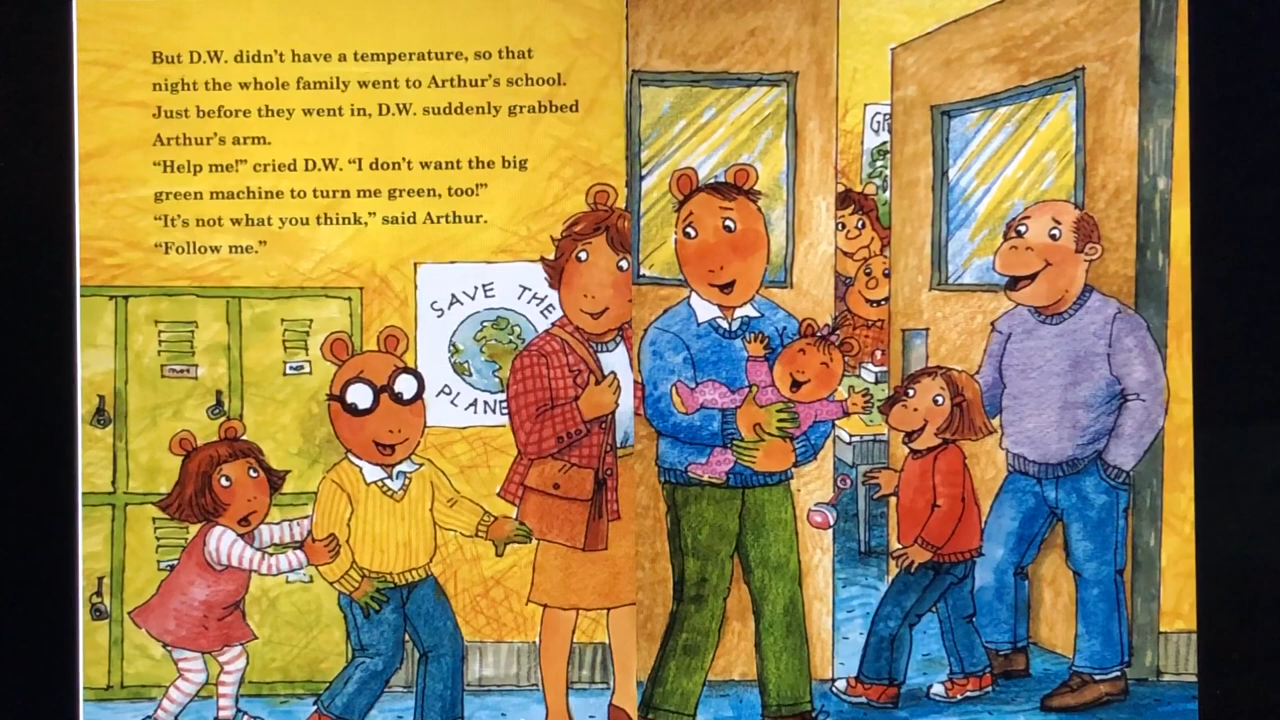 But D.W. didn't have a temperature, so that
night the whole family went to Arthur's school.
Just before they went in, D.W. suddenly grabbed
Arthur's arm.
“Help me!” cried D.W. “I don't want the big
green machine to turn me green, too!”
“It's not what you think,” said Arthur.
“Follow me.”
SAVE THE
PLANE
GR